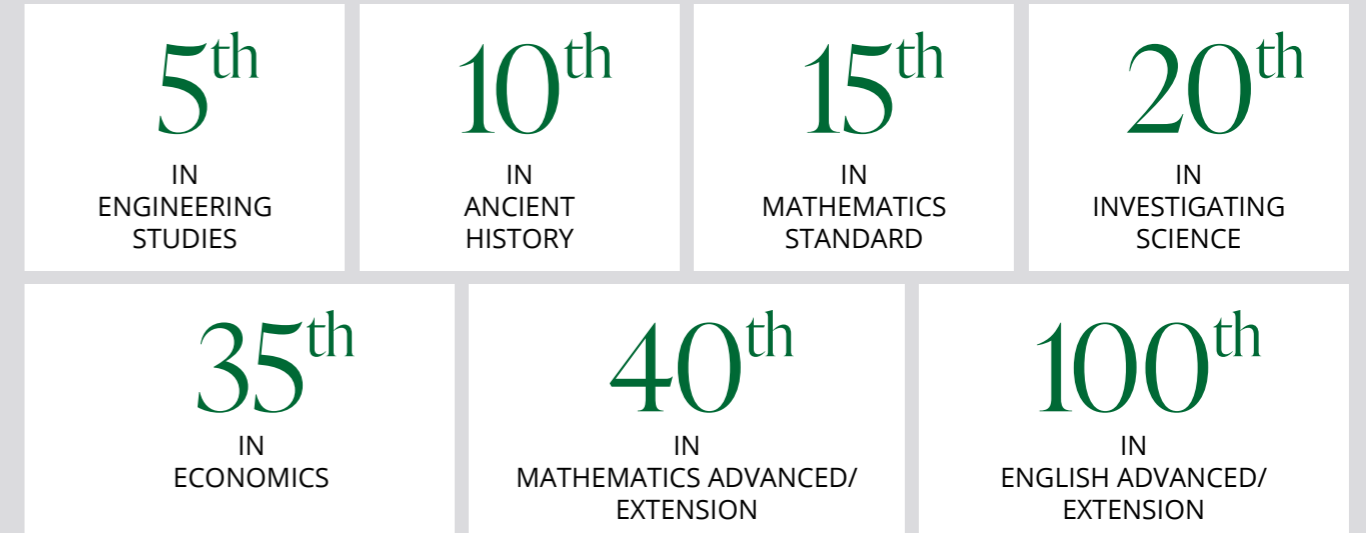 5th
IN
ENGINEERING
STUDIES
10th
IN
ANCIENT
HISTORY
15th
IN
MATHEMATICS
STANDARD
20th
IN
INVESTIGATING
SCIENCE
35th
IN
ECONOMICS
40th
IN
MATHEMATICS ADVANCED/
EXTENSION
100th
IN
ENGLISH ADVANCED/
EXTENSION